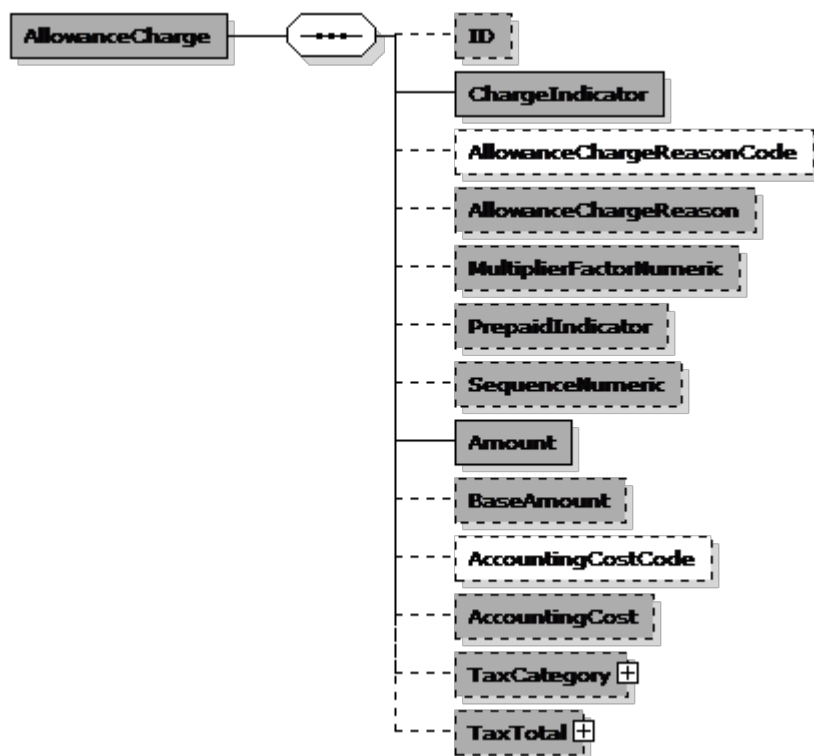 AllowanceCharge
ID
ChargeIndicator
AllowanceChargeReasonCode
AllowanceChargeReason
MultiplierFactorNumeric
PrepaidIndicator
SequenceNumeric
Amount
BaseAmount
AccountingCostCode
AccountingCost
TaxCategory
TaxTotal